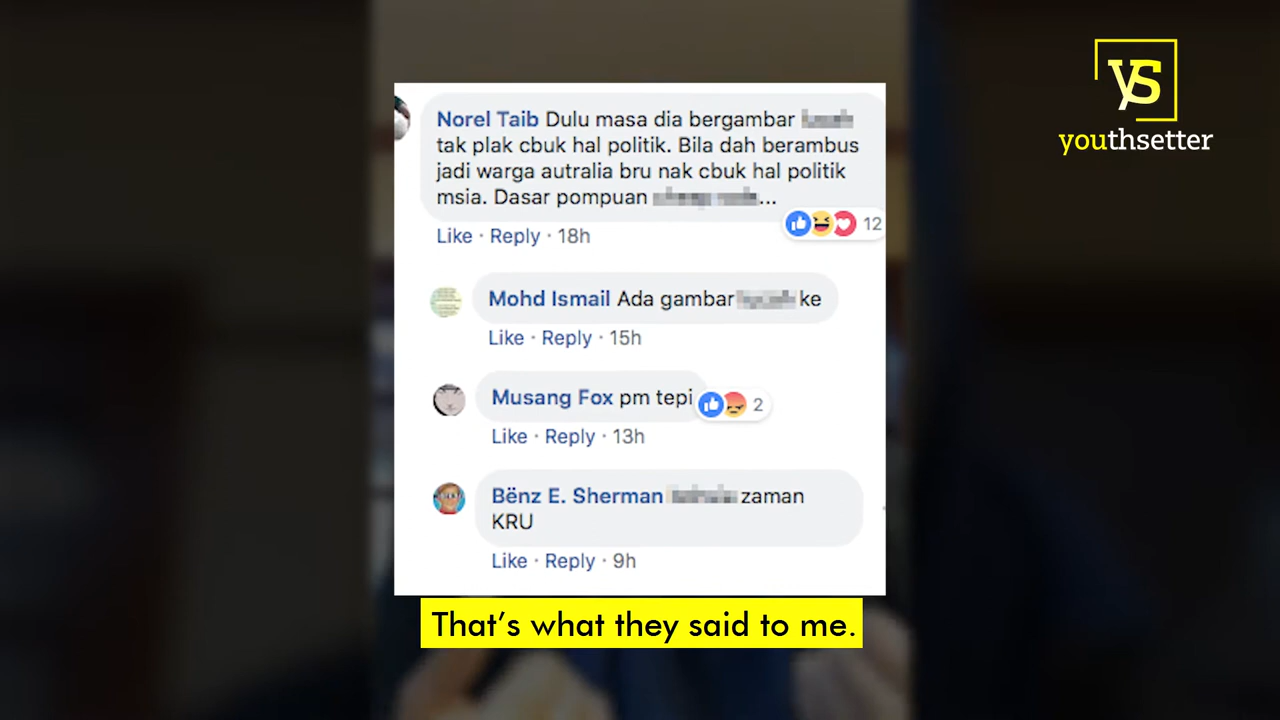 YS
youthsetter
Norel Taib Dulu masa dia bergambar
tak plak cbuk hal politik. Bila dah berambus
jadi warga autralia bru nak cbuk hal politik
msia. Dasar pompuan ...
12
Like · Reply · 18h
Mohd Ismail Ada gambar ke
Like · Reply · 15h
Musang Fox pm tepi
2
Like · Reply · 13h
Bënz E. Sherman zaman
KRU
Like · Reply · 9h
That's what they said to me.